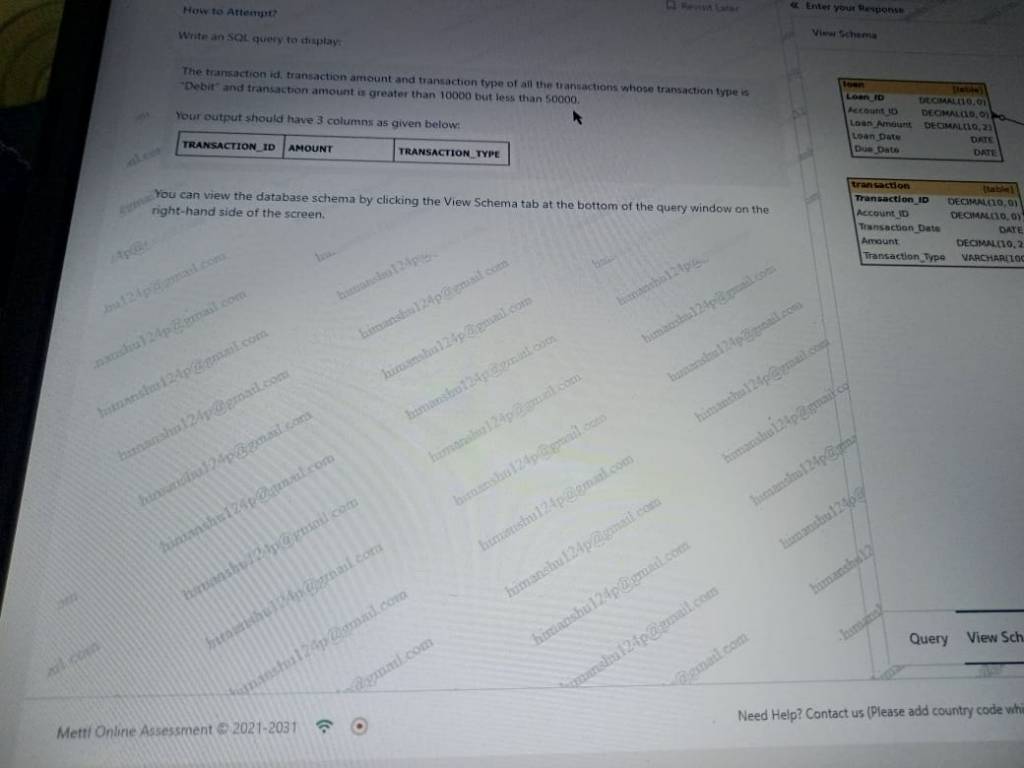 How to Attempt?
Revisit Later
« Enter your Response
Write an SQL query to display:
View Schema
The transaction id, transaction amount and transaction type of all the transactions whose transaction type is
"Debit" and transaction amount is greater than 10000 but less than 50000.
Your output should have 3 columns as given below:
TRANSACTION_ID AMOUNT TRANSACTION_TYPE
You can view the database schema by clicking the View Schema tab at the bottom of the query window on the
right-hand side of the screen.
loan [table]
Loan_ID DECIMAL(10, 0)
Account_ID DECIMAL(10, 0)
Loan_Amount DECIMAL(10, 2)
Loan_Date DATE
Due_Date DATE
transaction [table]
Transaction_ID DECIMAL(10, 0)
Account_ID DECIMAL(10, 0)
Transaction_Date DATE
Amount DECIMAL(10, 2
Transaction_Type VARCHAR(100
himanshu124p@gmail.com
Query View Sch
Mettl Online Assessment © 2021-2031
Need Help? Contact us (Please add country code whi